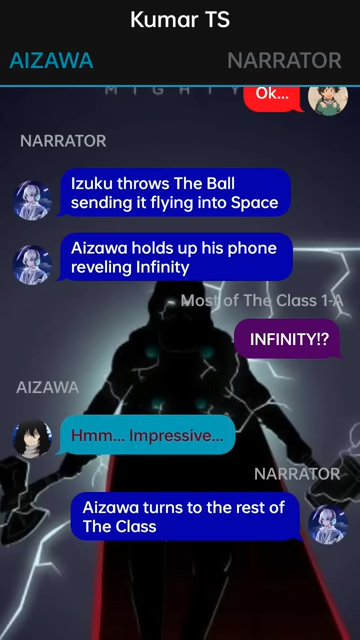 Kumar TS
AIZAWA
NARRATOR
MIGHTY
Ok...
NARRATOR
Izuku throws The Ball
sending it flying into Space
Aizawa holds up his phone
reveling Infinity
Most of The Class 1-A
INFINITY!?
AIZAWA
Hmm... Impressive...
NARRATOR
Aizawa turns to the rest of
The Class